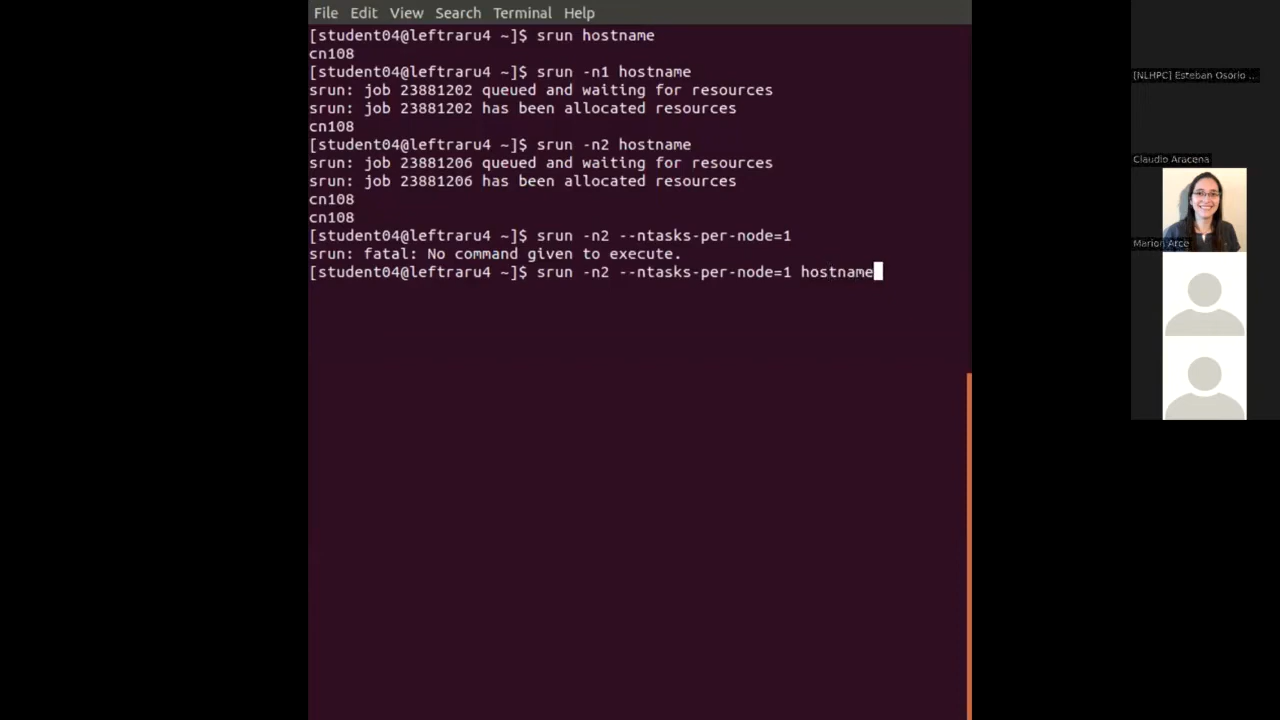 File Edit View Search Terminal Help
[student04@leftraru4 ~]$ srun hostname
cn108
[student04@leftraru4 ~]$ srun -n1 hostname
srun: job 23881202 queued and waiting for resources
srun: job 23881202 has been allocated resources
cn108
[student04@leftraru4 ~]$ srun -n2 hostname
srun: job 23881206 queued and waiting for resources
srun: job 23881206 has been allocated resources
cn108
cn108
[student04@leftraru4 ~]$ srun -n2 --ntasks-per-node=1
srun: fatal: No command given to execute.
[student04@leftraru4 ~]$ srun -n2 --ntasks-per-node=1 hostname
[NLHPC] Esteban Osorio ...
Claudio Aracena
Marion Arce